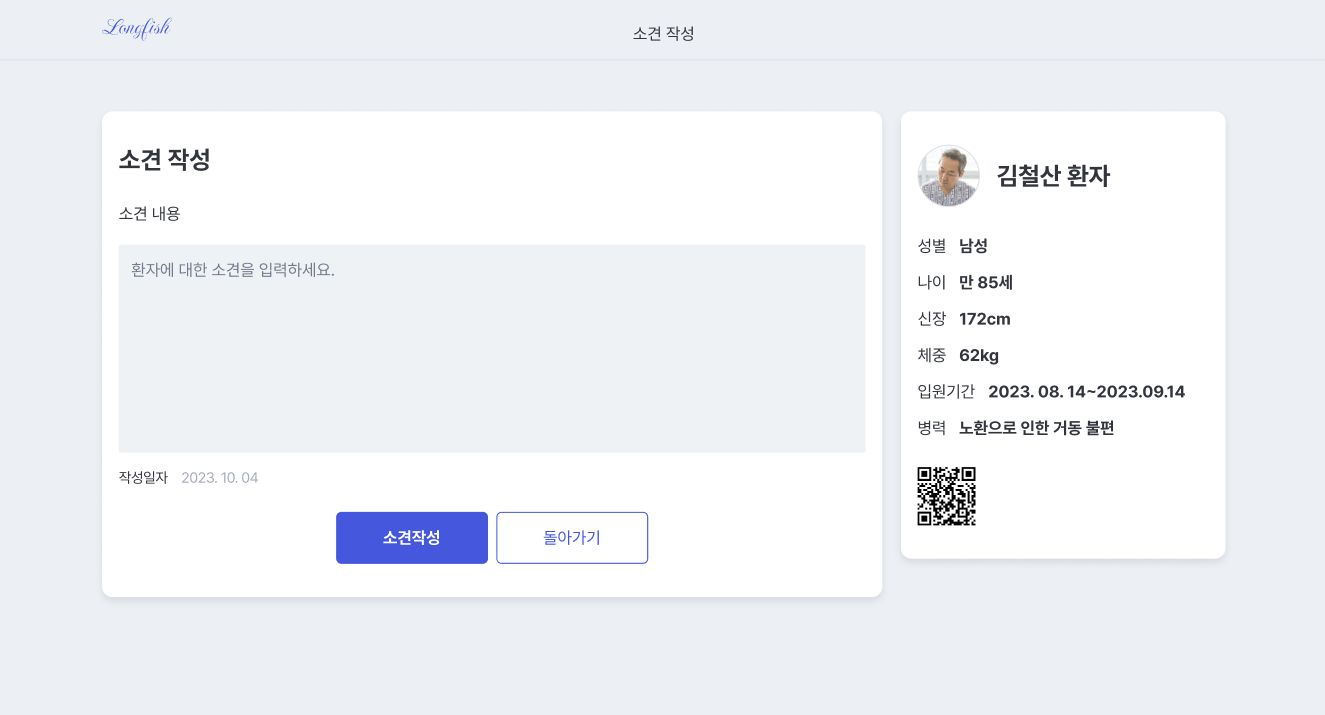 Longfish
소견 작성
소견 작성
소견 내용
환자에 대한 소견을 입력하세요.
작성일자 2023. 10. 04
소견작성 돌아가기
김철산 환자
성별 남성
나이 만 85세
신장 172cm
체중 62kg
입원기간 2023. 08. 14~2023.09.14
병력 노환으로 인한 거동 불편